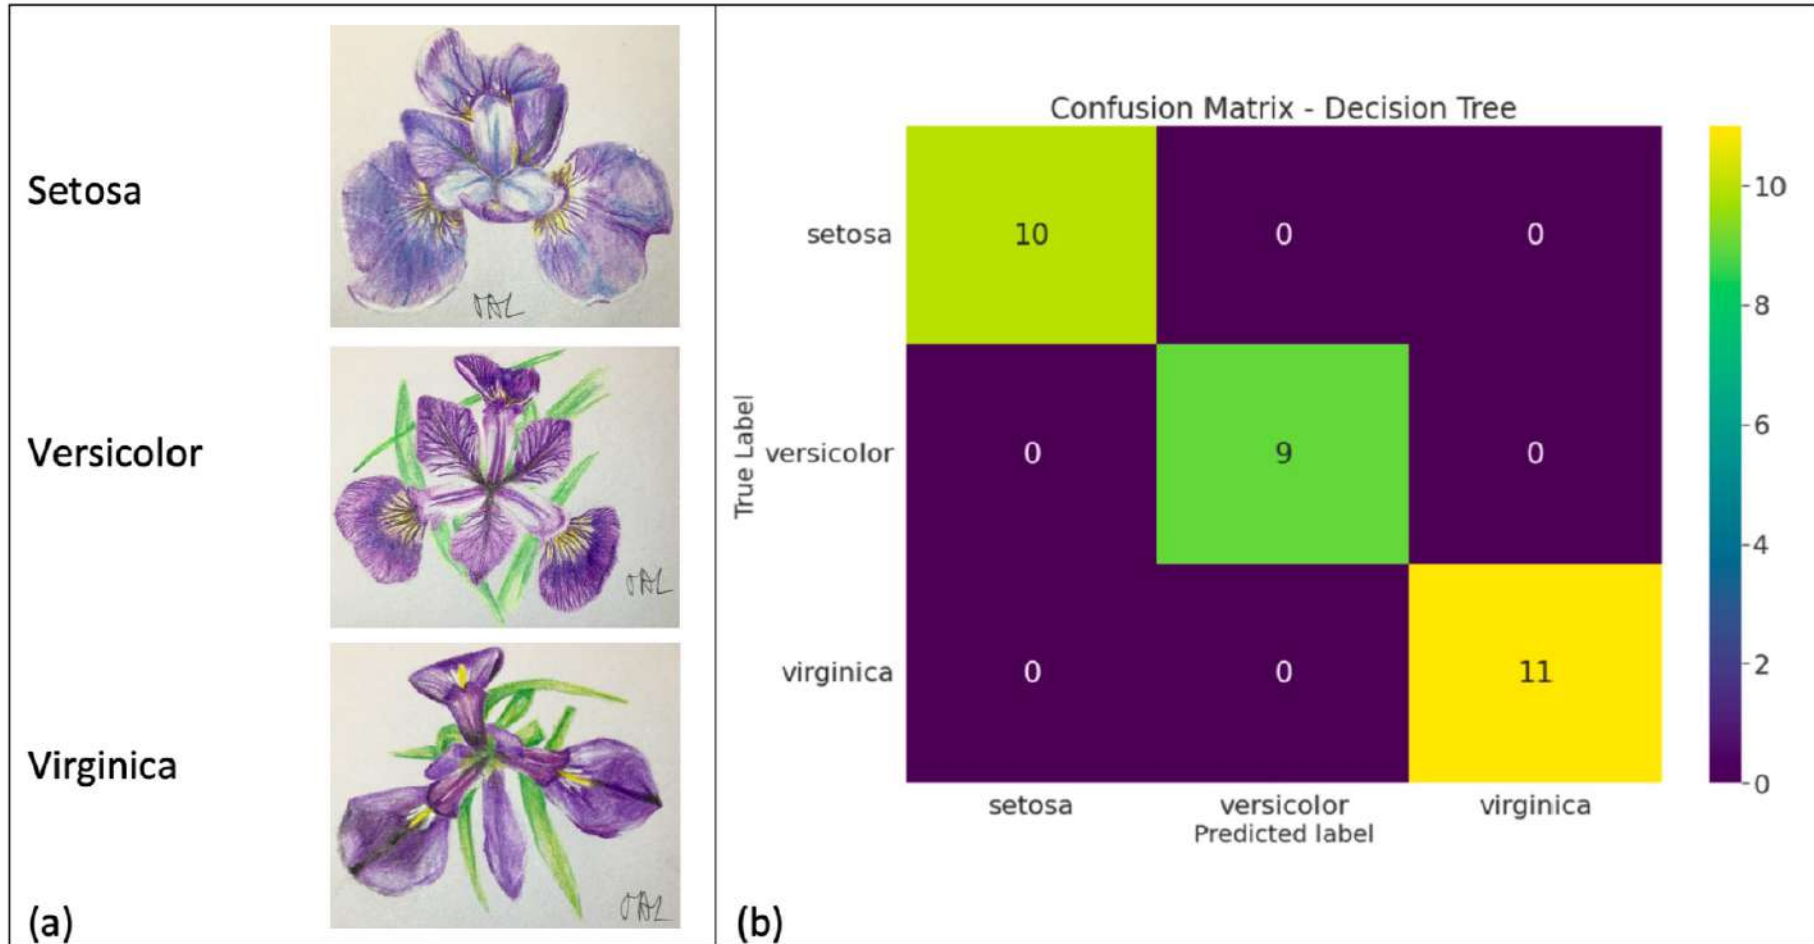 Setosa
Versicolor
Virginica
(a)
Confusion Matrix - Decision Tree
True Label
setosa
10
0
0
versicolor
0
9
0
virginica
0
0
11
setosa
versicolor
virginica
Predicted label
10
8
6
4
2
0
(b)